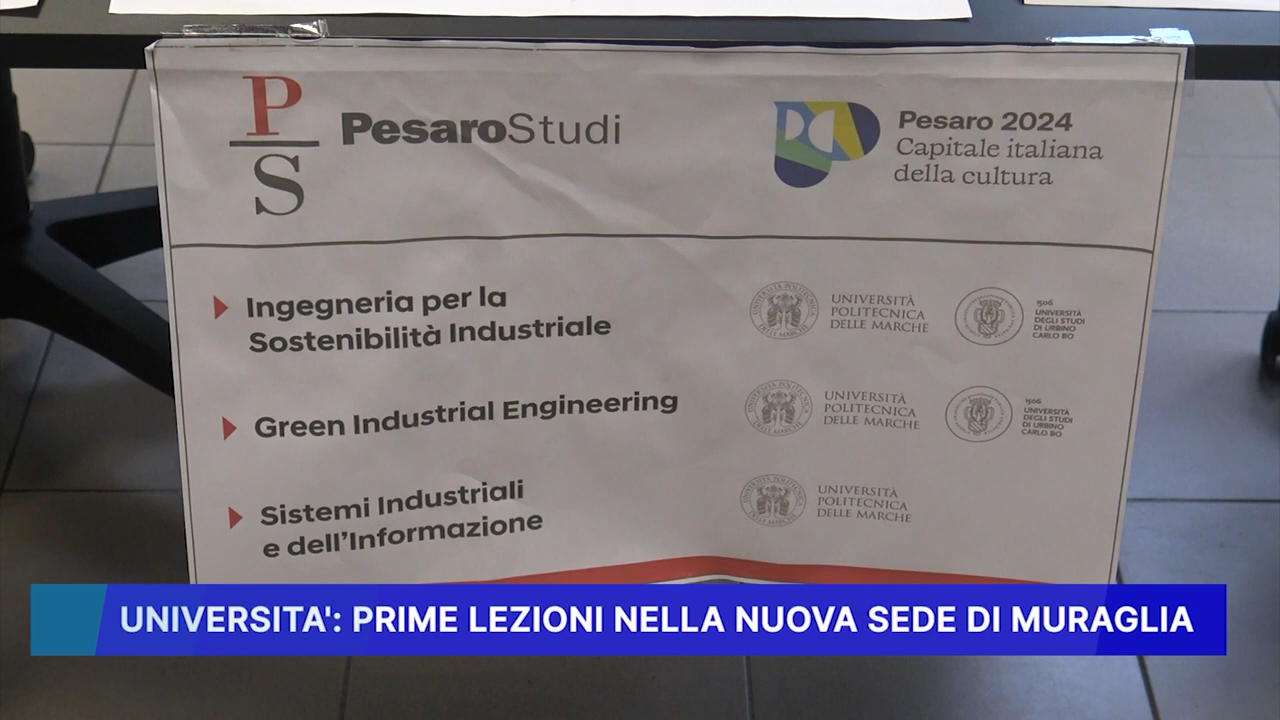 P
S
PesaroStudi
Pesaro 2024
Capitale italiana
della cultura
Ingegneria per la
Sostenibilità Industriale
UNIVERSITÀ
POLITECNICA
DELLE MARCHE
1506
UNIVERSITÀ
DEGLI STUDI
DI URBINO
CARLO BO
Green Industrial Engineering
UNIVERSITÀ
POLITECNICA
DELLE MARCHE
1506
UNIVERSITÀ
DEGLI STUDI
DI URBINO
CARLO BO
Sistemi Industriali
e dell'Informazione
UNIVERSITÀ
POLITECNICA
DELLE MARCHE
UNIVERSITA': PRIME LEZIONI NELLA NUOVA SEDE DI MURAGLIA